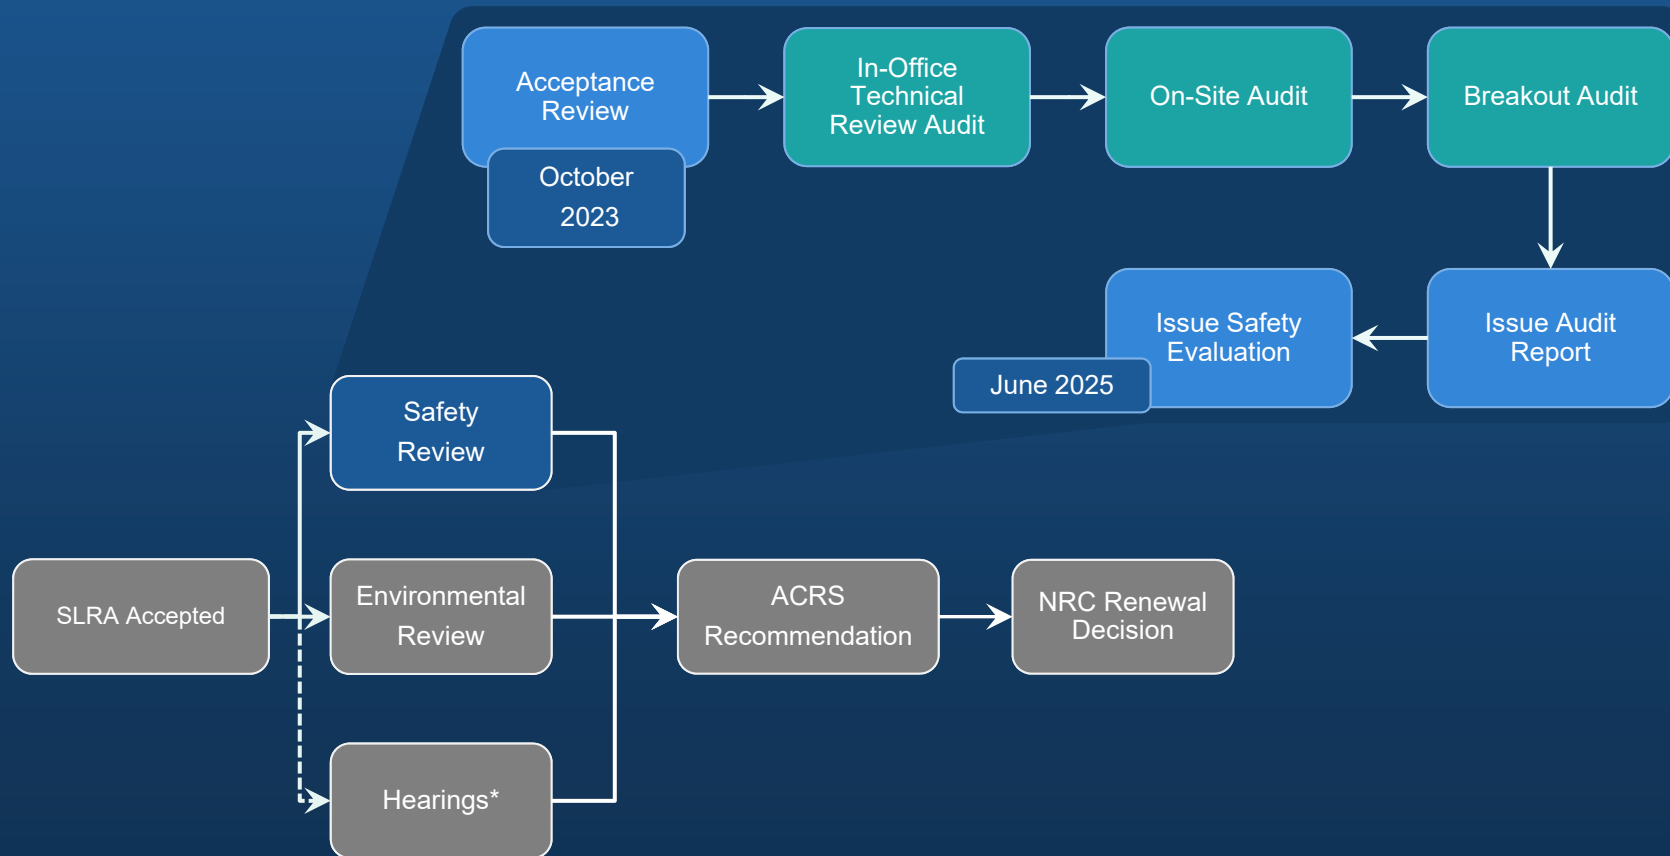 Acceptance
Review
October
2023
In-Office
Technical
Review Audit
On-Site Audit
Breakout Audit
Issue Audit
Report
Issue Safety
Evaluation
June 2025
Safety
Review
SLRA Accepted
Environmental
Review
Hearings*
ACRS
Recommendation
NRC Renewal
Decision